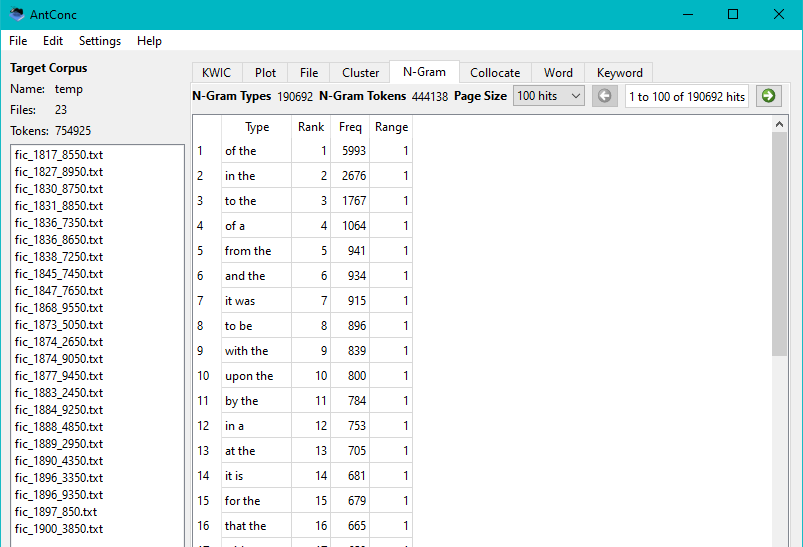 AntConc
File Edit Settings Help
Target Corpus
Name: temp
Files: 23
Tokens: 754925
fic_1817_8550.txt
fic_1827_8950.txt
fic_1830_8750.txt
fic_1831_8850.txt
fic_1836_7350.txt
fic_1836_8650.txt
fic_1838_7250.txt
fic_1845_7450.txt
fic_1847_7650.txt
fic_1868_9550.txt
fic_1873_5050.txt
fic_1874_2650.txt
fic_1874_9050.txt
fic_1877_9450.txt
fic_1883_2450.txt
fic_1884_9250.txt
fic_1888_4850.txt
fic_1889_2950.txt
fic_1890_4350.txt
fic_1896_3350.txt
fic_1896_9350.txt
fic_1897_850.txt
fic_1900_3850.txt
KWIC Plot File Cluster N-Gram Collocate Word Keyword
N-Gram Types 190692 N-Gram Tokens 444138 Page Size 100 hits 1 to 100 of 190692 hits
Type Rank Freq Range
1 of the 1 5993 1
2 in the 2 2676 1
3 to the 3 1767 1
4 of a 4 1064 1
5 from the 5 941 1
6 and the 6 934 1
7 it was 7 915 1
8 to be 8 896 1
9 with the 9 839 1
10 upon the 10 800 1
11 by the 11 784 1
12 in a 12 753 1
13 at the 13 705 1
14 it is 14 681 1
15 for the 15 679 1
16 that the 16 665 1